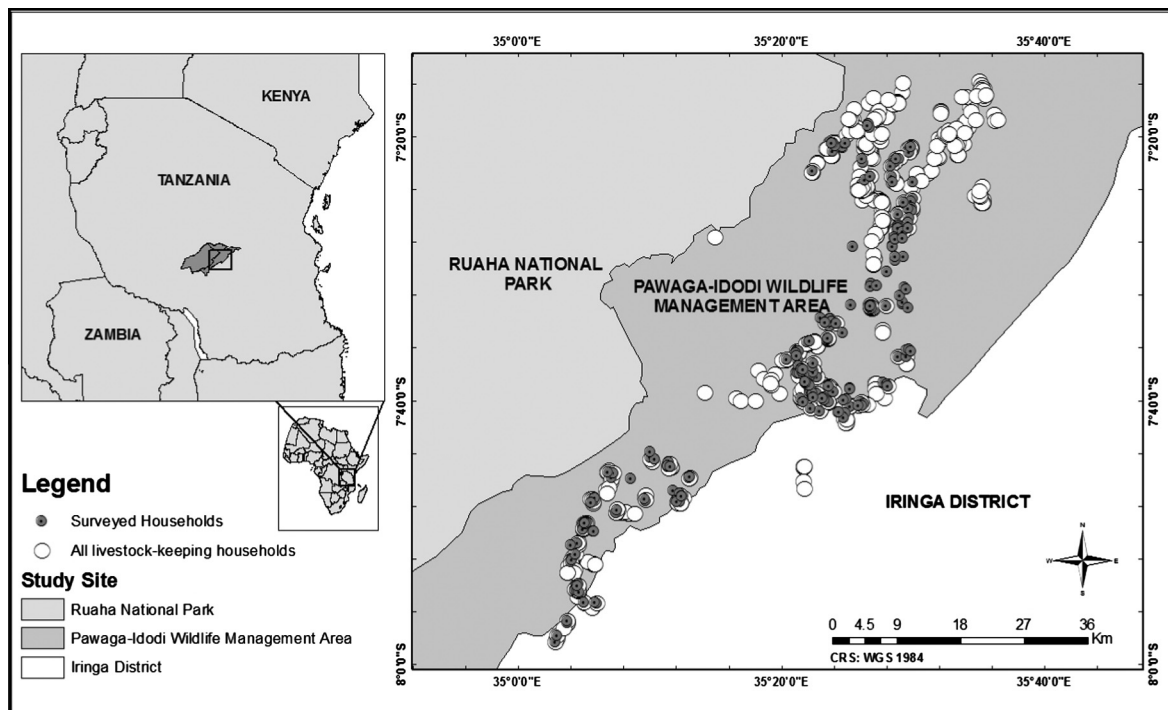 KENYA
TANZANIA
ZAMBIA
Legend
Surveyed Households
All livestock-keeping households
Study Site
Ruaha National Park
Pawaga-Idodi Wildlife Management Area
Iringa District
35°0'0"E 35°20'0"E 35°40'0"E
7°20'0"S 7°20'0"S
RUAHA NATIONAL
PARK
PAWAGA-IDODI WILDLIFE
MANAGEMENT AREA
7°40'0"S 7°40'0"S
IRINGA DISTRICT
N
W E
S
0 4.5 9 18 27 36
Km
CRS: WGS 1984
8°0'0"S 8°0'0"S
35°0'0"E 35°20'0"E 35°40'0"E